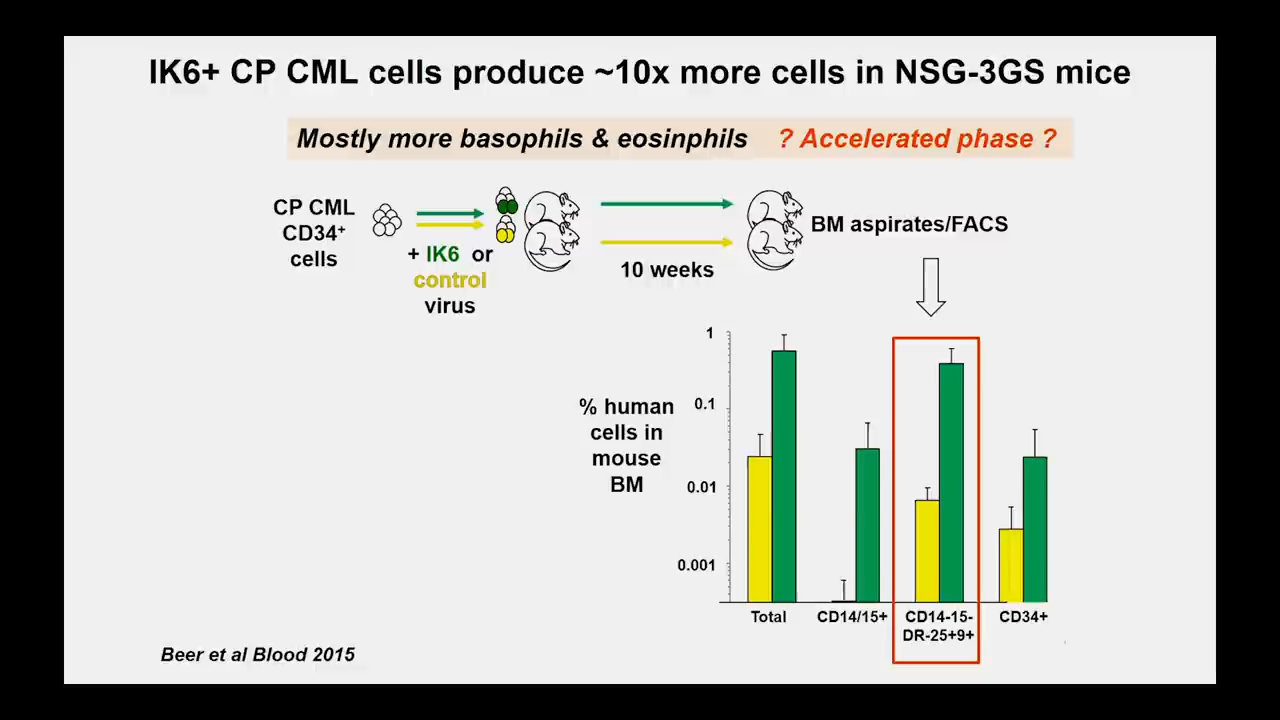 IK6+ CP CML cells produce ~10x more cells in NSG-3GS mice
Mostly more basophils & eosinphils ? Accelerated phase ?
CP CML
CD34+
cells
+ IK6 or
control
virus
10 weeks
BM aspirates/FACS
% human
cells in
mouse
BM
1
0.1
0.01
0.001
Total
CD14/15+
CD14-15-
DR-25+9+
CD34+
Beer et al Blood 2015